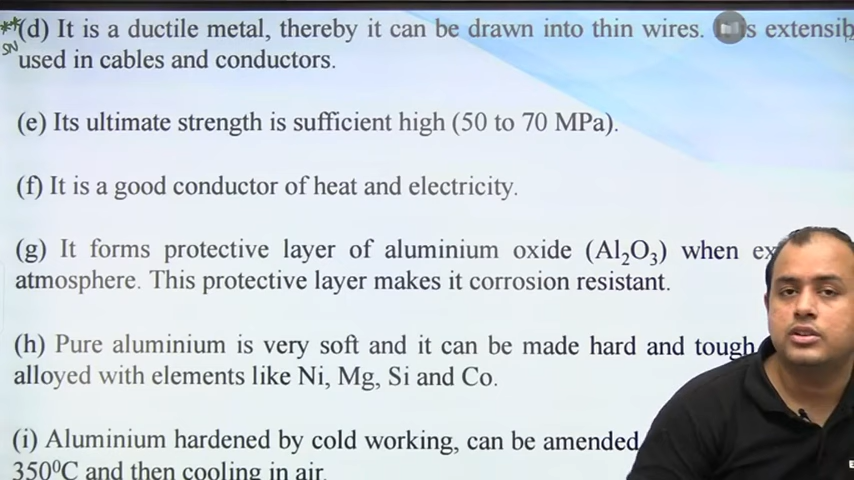 ** (d) It is a ductile metal, thereby it can be drawn into thin wires. extensib
SN used in cables and conductors.
(e) Its ultimate strength is sufficient high (50 to 70 MPa).
(f) It is a good conductor of heat and electricity.
(g) It forms protective layer of aluminium oxide (Al₂O₃) when ex
atmosphere. This protective layer makes it corrosion resistant.
(h) Pure aluminium is very soft and it can be made hard and tough
alloyed with elements like Ni, Mg, Si and Co.
(i) Aluminium hardened by cold working, can be amended
350⁰C and then cooling in air.